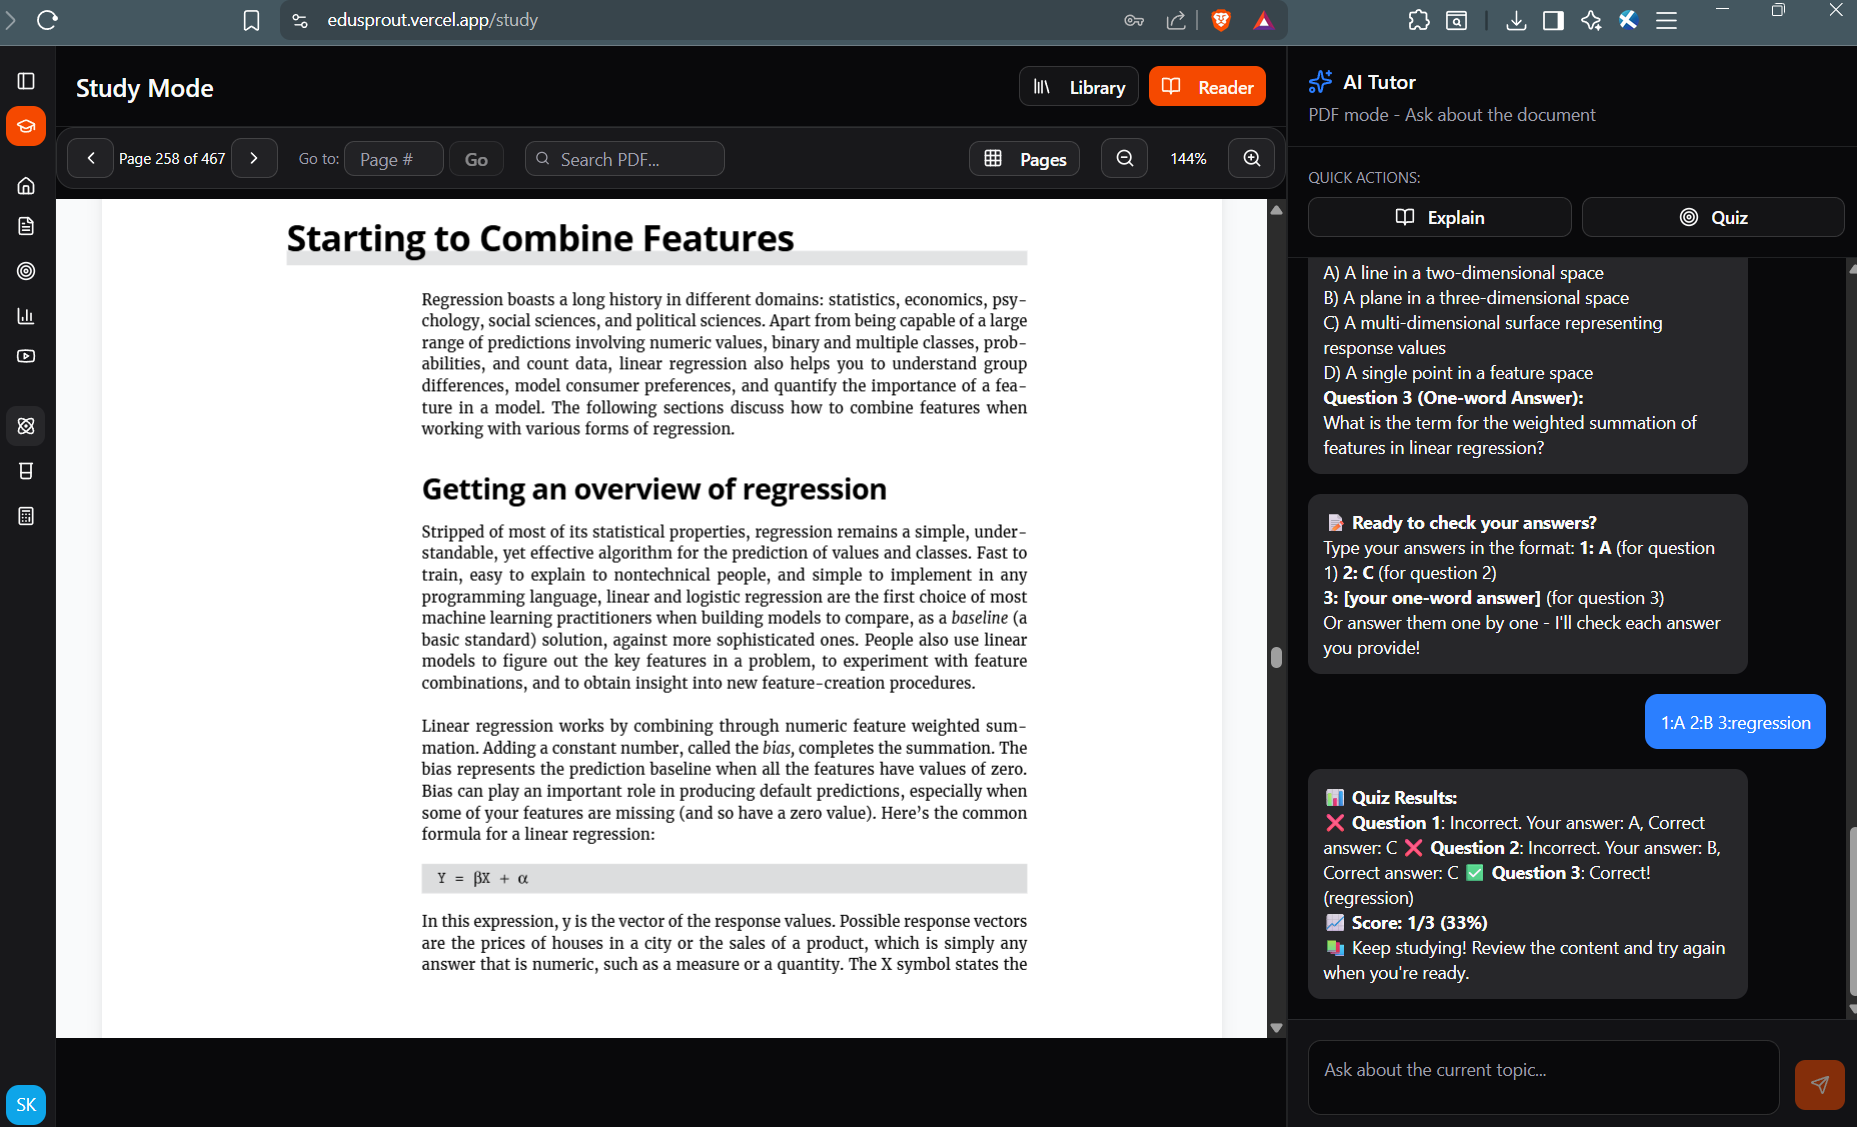 edusprout.vercel.app/study
Study Mode
Library
Reader
Page 258 of 467
Go to:
Page #
Go
Search PDF...
Pages
144%
Starting to Combine Features
Regression boasts a long history in different domains: statistics, economics, psy-
chology, social sciences, and political sciences. Apart from being capable of a large
range of predictions involving numeric values, binary and multiple classes, prob-
abilities, and count data, linear regression also helps you to understand group
differences, model consumer preferences, and quantify the importance of a fea-
ture in a model. The following sections discuss how to combine features when
working with various forms of regression.
Getting an overview of regression
Stripped of most of its statistical properties, regression remains a simple, under-
standable, yet effective algorithm for the prediction of values and classes. Fast to
train, easy to explain to nontechnical people, and simple to implement in any
programming language, linear and logistic regression are the first choice of most
machine learning practitioners when building models to compare, as a baseline (a
basic standard) solution, against more sophisticated ones. People also use linear
models to figure out the key features in a problem, to experiment with feature
combinations, and to obtain insight into new feature-creation procedures.
Linear regression works by combining through numeric feature weighted sum-
mation. Adding a constant number, called the bias, completes the summation. The
bias represents the prediction baseline when all the features have values of zero.
Bias can play an important role in producing default predictions, especially when
some of your features are missing (and so have a zero value). Here's the common
formula for a linear regression:
Y = βX + α
In this expression, y is the vector of the response values. Possible response vectors
are the prices of houses in a city or the sales of a product, which is simply any
answer that is numeric, such as a measure or a quantity. The X symbol states the
SK
AI Tutor
PDF mode - Ask about the document
QUICK ACTIONS:
Explain
Quiz
A) A line in a two-dimensional space
B) A plane in a three-dimensional space
C) A multi-dimensional surface representing
response values
D) A single point in a feature space
Question 3 (One-word Answer):
What is the term for the weighted summation of
features in linear regression?
Ready to check your answers?
Type your answers in the format: 1: A (for question
1) 2: C (for question 2)
3: [your one-word answer] (for question 3)
Or answer them one by one - I'll check each answer
you provide!
1:A 2:B 3:regression
Quiz Results:
❌ Question 1: Incorrect. Your answer: A, Correct
answer: C ❌ Question 2: Incorrect. Your answer: B,
Correct answer: C ✅ Question 3: Correct!
(regression)
Score: 1/3 (33%)
Keep studying! Review the content and try again
when you're ready.
Ask about the current topic...